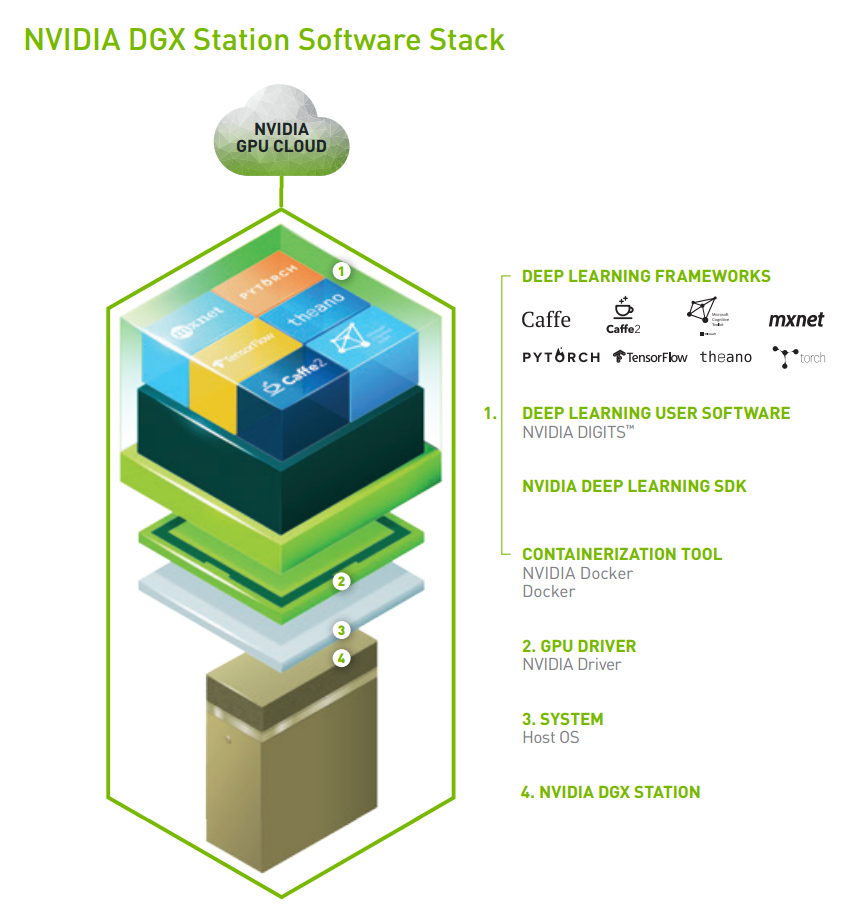 NVIDIA DGX Station Software Stack
NVIDIA
GPU CLOUD
1
PYTORCH
mxnet
theano
TensorFlow
Caffe2
2
3
4
DEEP LEARNING FRAMEWORKS
Caffe
Caffe2
Microsoft
Cognitive
Toolkit
mxnet
PYTORCH
TensorFlow
theano
torch
1.
DEEP LEARNING USER SOFTWARE
NVIDIA DIGITS™
NVIDIA DEEP LEARNING SDK
CONTAINERIZATION TOOL
NVIDIA Docker
Docker
2. GPU DRIVER
NVIDIA Driver
3. SYSTEM
Host OS
4. NVIDIA DGX STATION